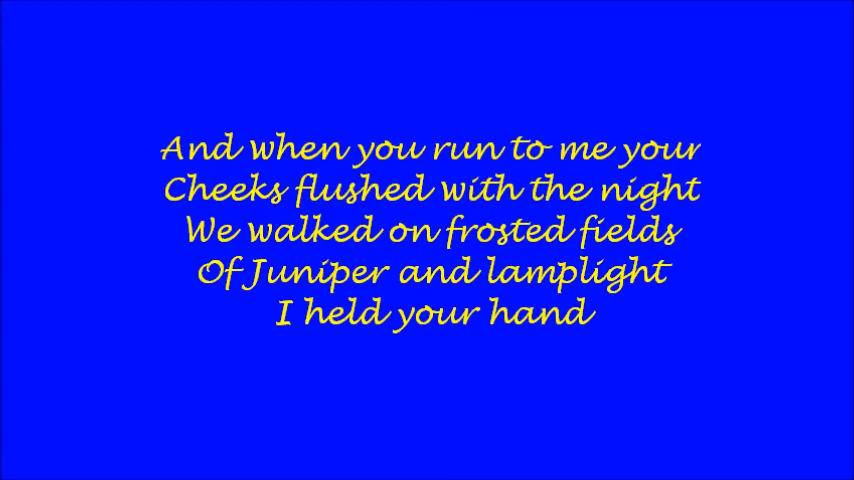 And when you run to me your
Cheeks flushed with the night
We walked on frosted fields
Of Juniper and lamplight
I held your hand